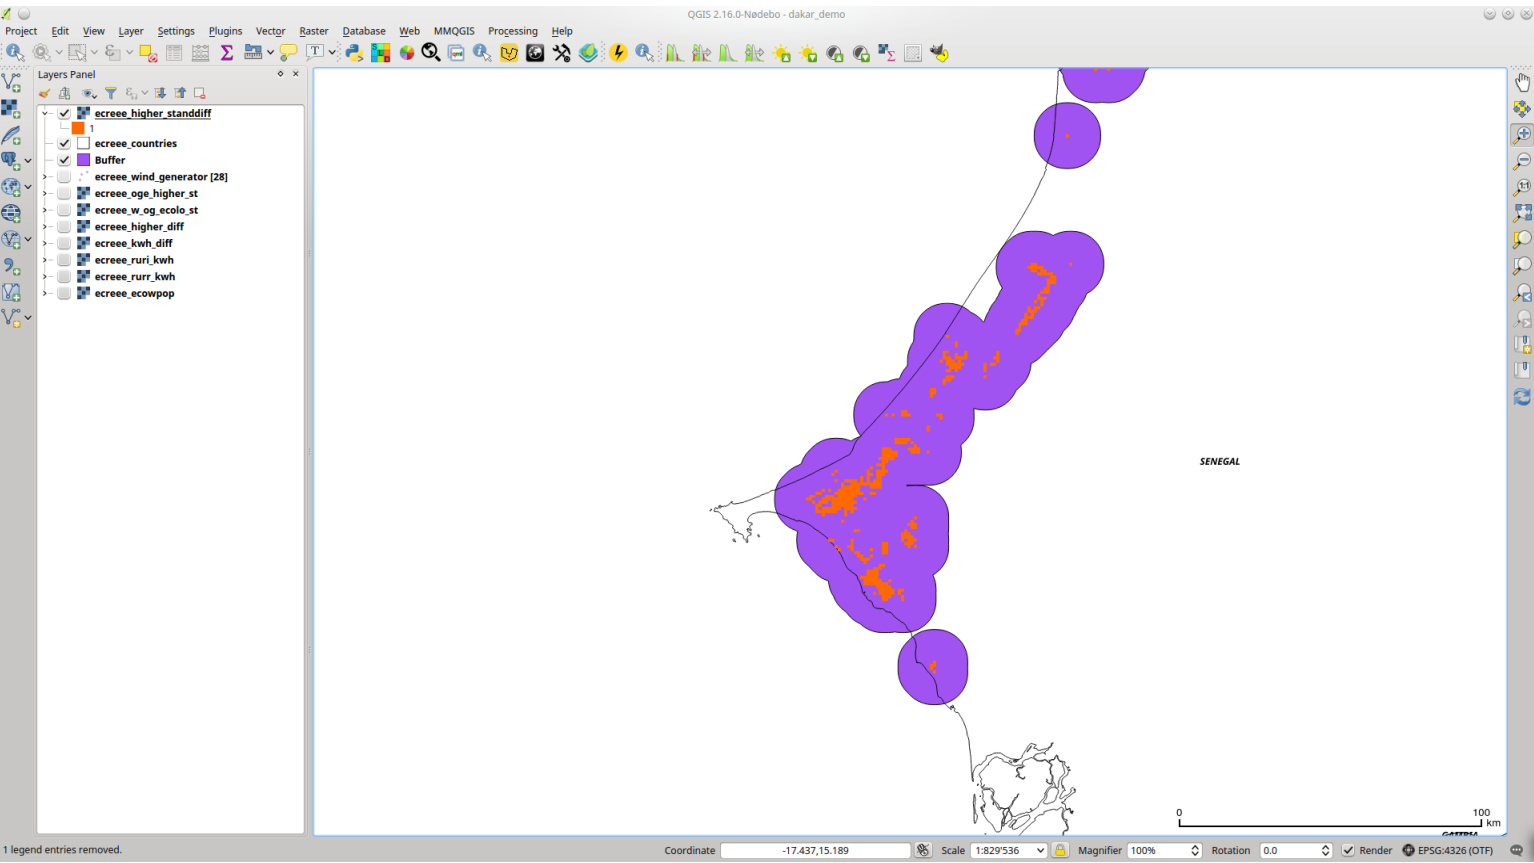 QGIS 2.16.0-Nødebo - dakar_demo
Project Edit View Layer Settings Plugins Vector Raster Database Web MMQGIS Processing Help
Layers Panel
ecreee_higher_standdiff
1
ecreee_countries
Buffer
ecreee_wind_generator [28]
ecreee_oge_higher_st
ecreee_w_og_ecolo_st
ecreee_higher_diff
ecreee_kwh_diff
ecreee_ruri_kwh
ecreee_rurr_kwh
ecreee_ecowpop
SENEGAL
0 100
km
1 legend entries removed.
Coordinate -17.437,15.189 Scale 1:829'536 Magnifier 100% Rotation 0.0 Render EPSG:4326 (OTF)